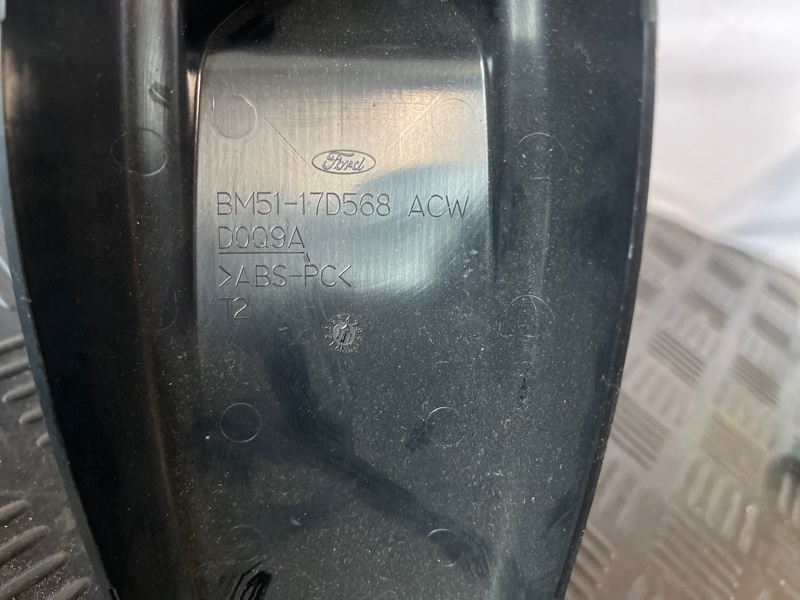 Ford
BM51-17D568 ACW
D0Q9A
>ABS-PC<
T2